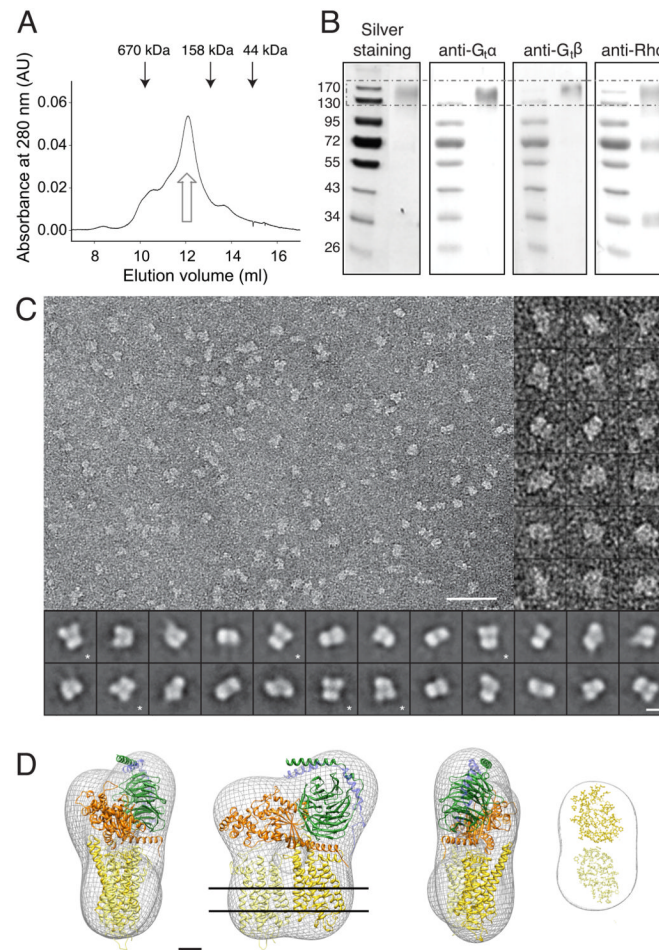 A
670 kDa 158 kDa 44 kDa
Absorbance at 280 nm (AU)
0.06
0.04
0.02
0.00
8 10 12 14 16
Elution volume (ml)
B
Silver
staining anti-Gtα anti-Gtβ
170
130
95
72
55
43
34
26
C
* * *
* * *
D